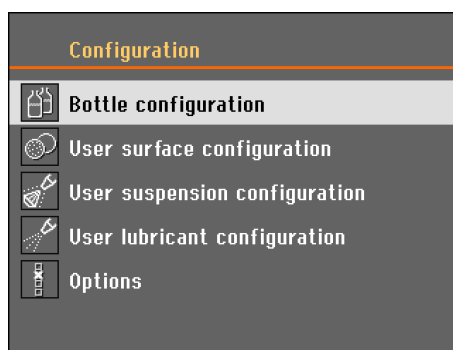 Configuration
Bottle configuration
User surface configuration
User suspension configuration
User lubricant configuration
Options